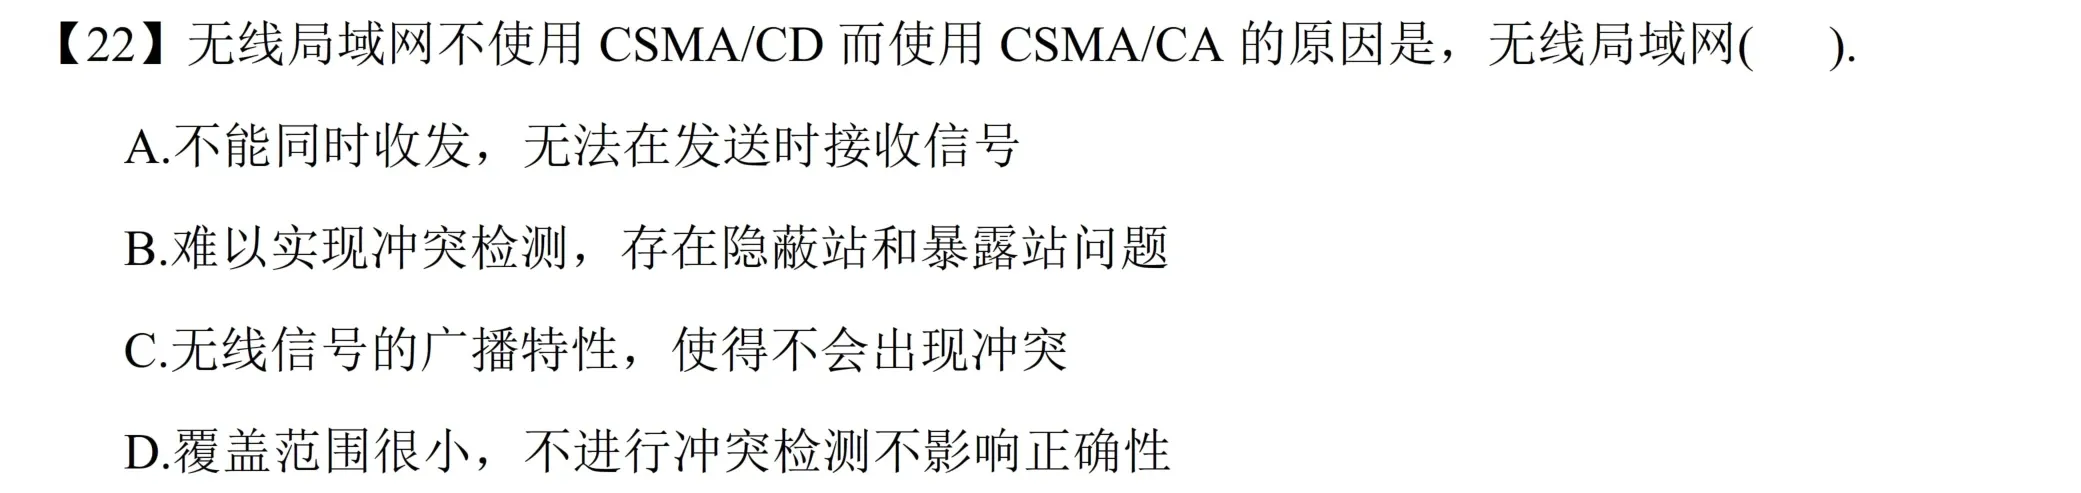 【22】无线局域网不使用 CSMA/CD 而使用 CSMA/CA 的原因是，无线局域网(　).
A.不能同时收发，无法在发送时接收信号
B.难以实现冲突检测，存在隐蔽站和暴露站问题
C.无线信号的广播特性，使得不会出现冲突
D.覆盖范围很小，不进行冲突检测不影响正确性